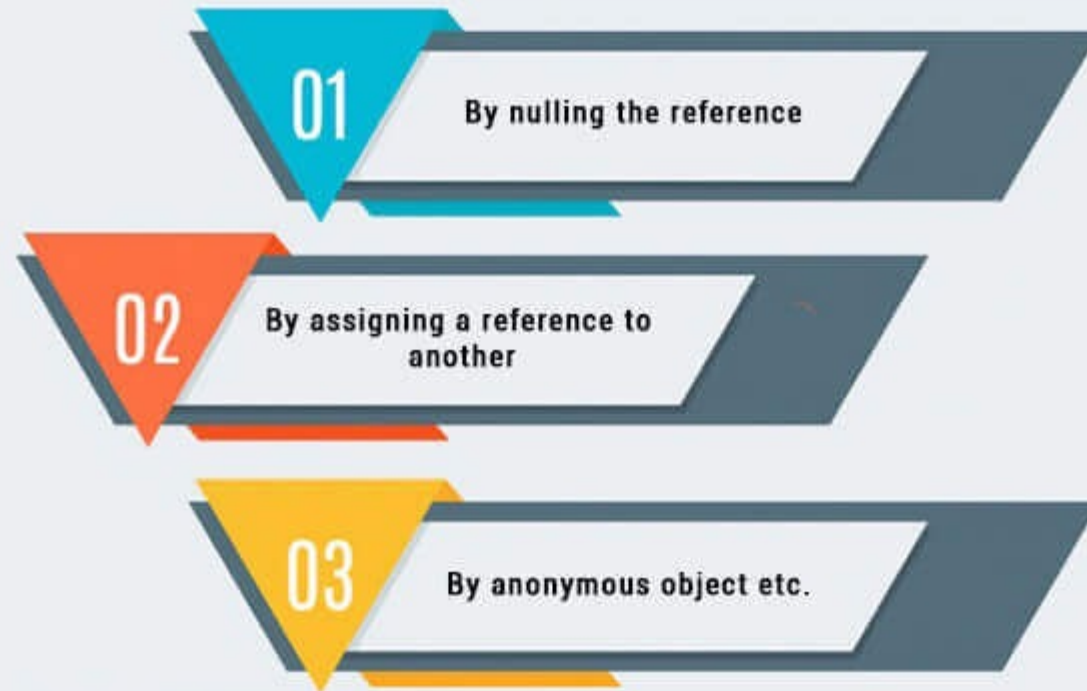 01
By nulling the reference
02
By assigning a reference to
another
03
By anonymous object etc.